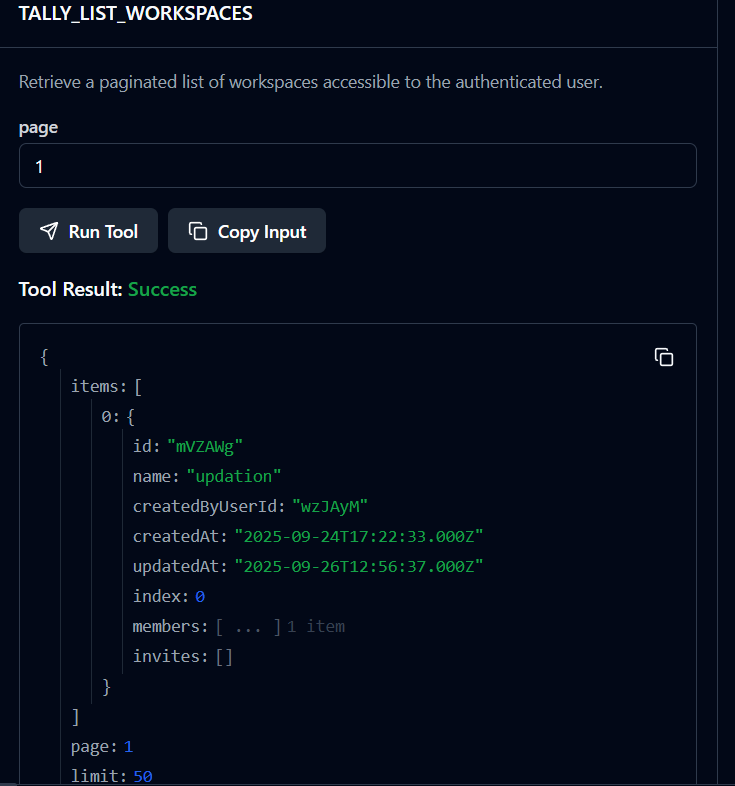 TALLY_LIST_WORKSPACES
Retrieve a paginated list of workspaces accessible to the authenticated user.
page
1
Run Tool Copy Input
Tool Result: Success
{
items: [
0: {
id: "mVZAWg"
name: "updation"
createdByUserId: "wzJAyM"
createdAt: "2025-09-24T17:22:33.000Z"
updatedAt: "2025-09-26T12:56:37.000Z"
index: 0
members: [ ... ] 1 item
invites: []
}
]
page: 1
limit: 50